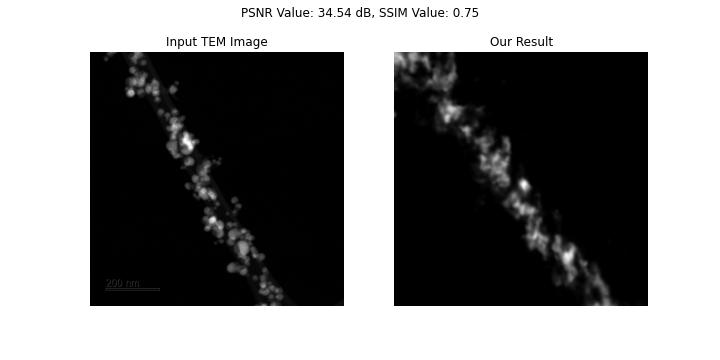 PSNR Value: 34.54 dB, SSIM Value: 0.75
Input TEM Image
Our Result
200 nm